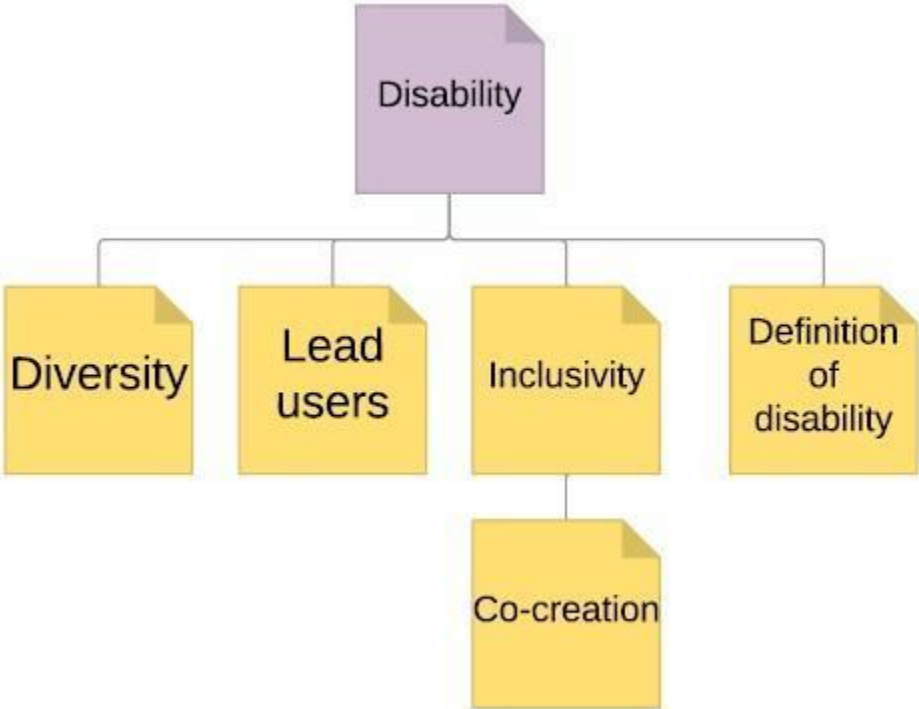 Disability
Diversity
Lead
users
Inclusivity
Definition
of
disability
Co-creation